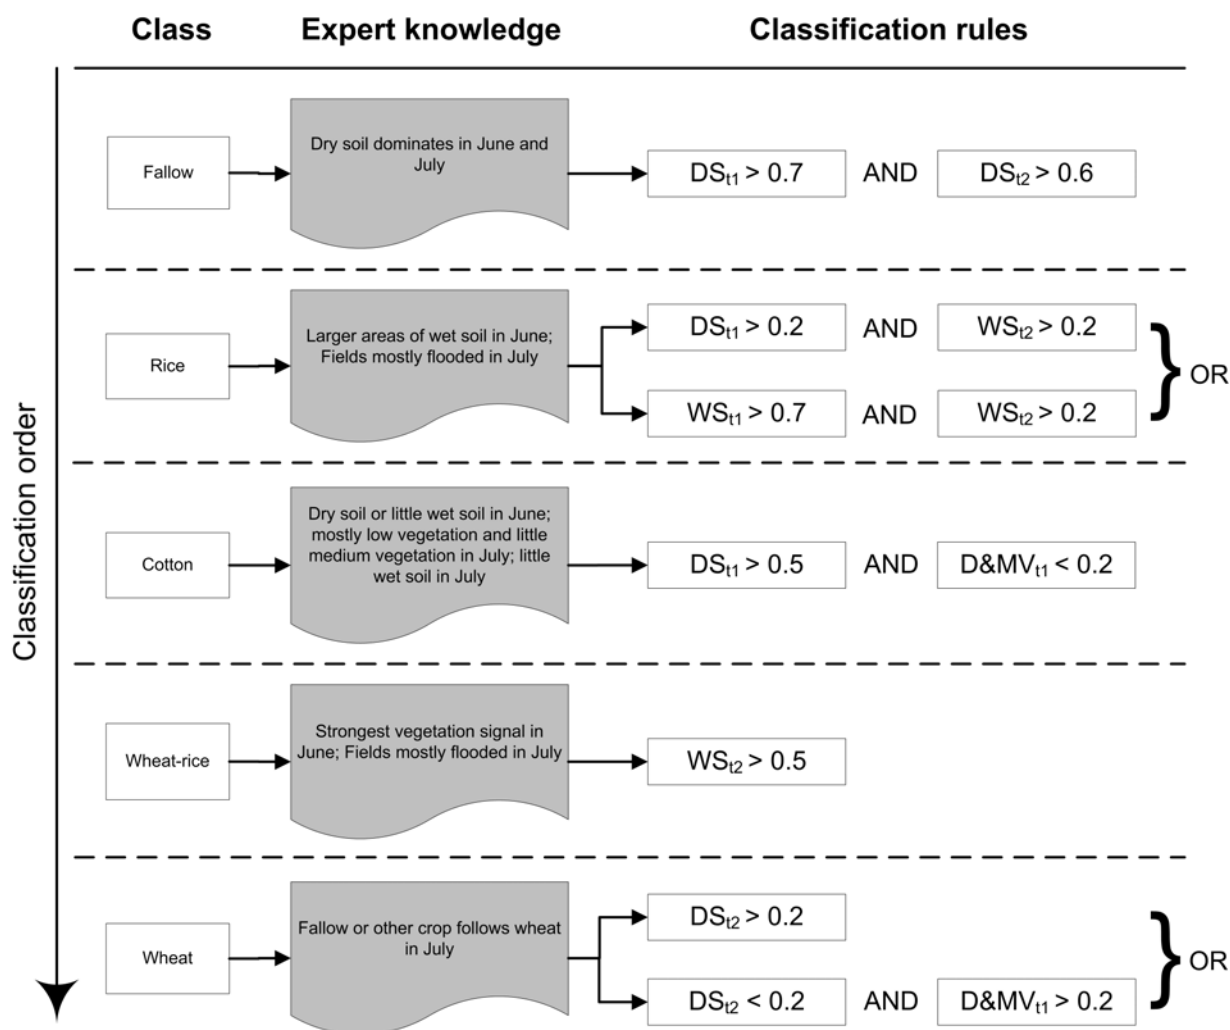 Class Expert knowledge Classification rules
Classification order
Fallow
Dry soil dominates in June and
July
DSt1 > 0.7 AND DSt2 > 0.6
Rice
Larger areas of wet soil in June;
Fields mostly flooded in July
DSt1 > 0.2 AND WSt2 > 0.2
WSt1 > 0.7 AND WSt2 > 0.2
OR
Cotton
Dry soil or little wet soil in June;
mostly low vegetation and little
medium vegetation in July; little
wet soil in July
DSt1 > 0.5 AND D&MVt1 < 0.2
Wheat-rice
Strongest vegetation signal in
June; Fields mostly flooded in July
WSt2 > 0.5
Wheat
Fallow or other crop follows wheat
in July
DSt2 > 0.2
DSt2 < 0.2 AND D&MVt1 > 0.2
OR